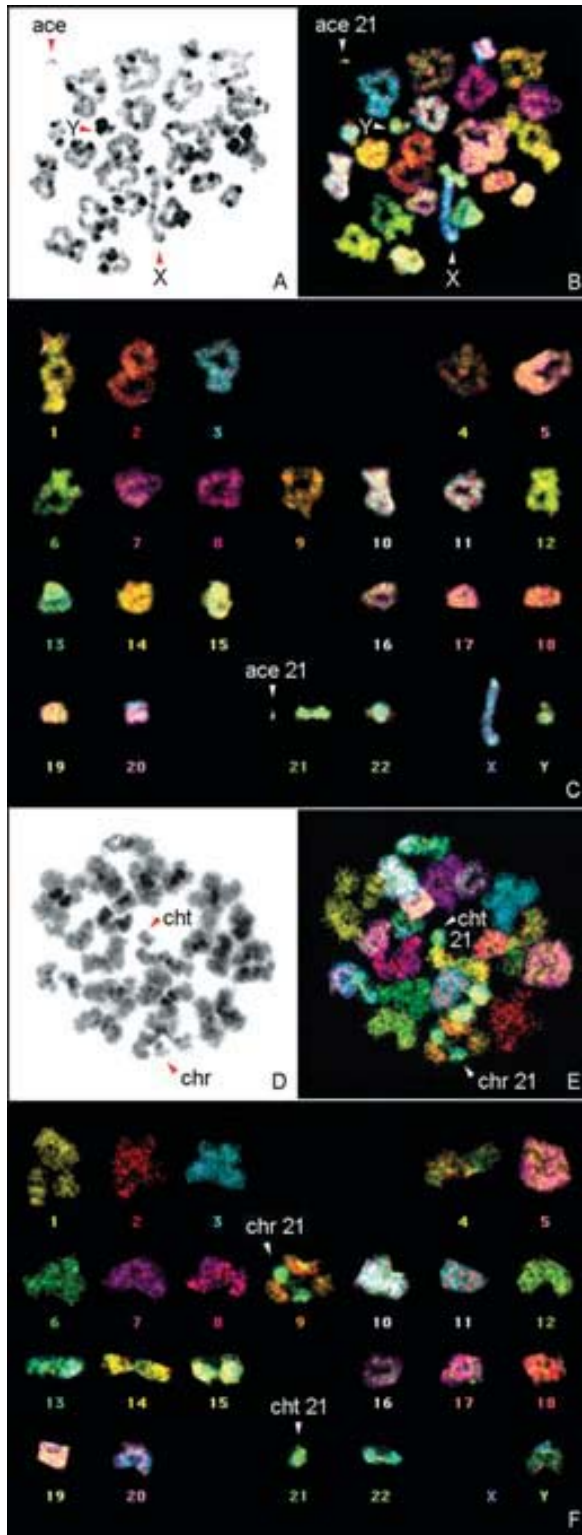 ace
Y
X
A
ace 21
Y
X
B
1 2 3 4 5
6 7 8 9 10 11 12
13 14 15 16 17 18
ace 21
19 20 21 22 X Y
C
cht
chr
D
cht
21
chr 21
E
1 2 3 4 5
chr 21
6 7 8 9 10 11 12
13 14 15 16 17 18
cht 21
19 20 21 22 X Y
F